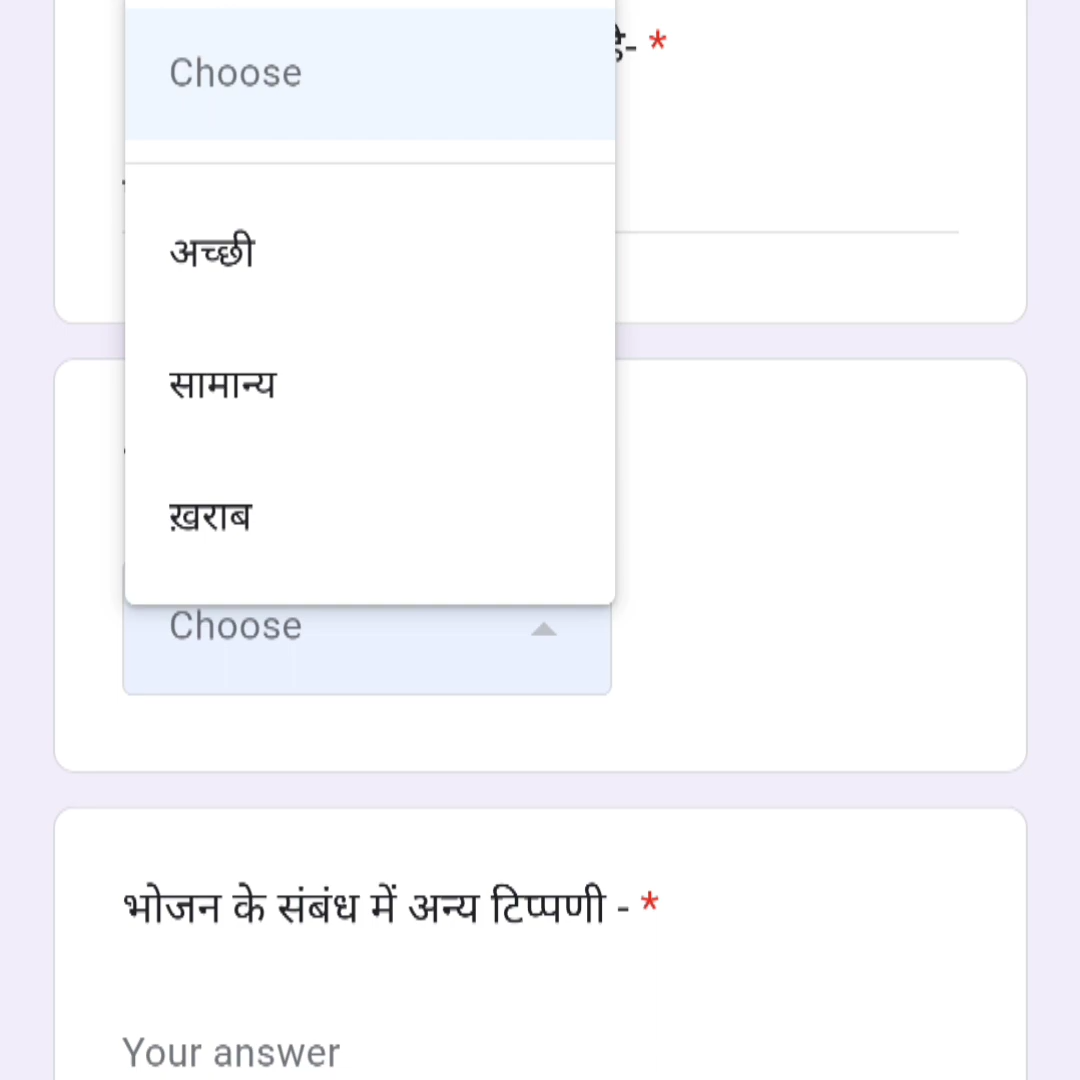 Choose
*
अच्छी
सामान्य
ख़राब
Choose
भोजन के संबंध में अन्य टिप्पणी - *
Your answer